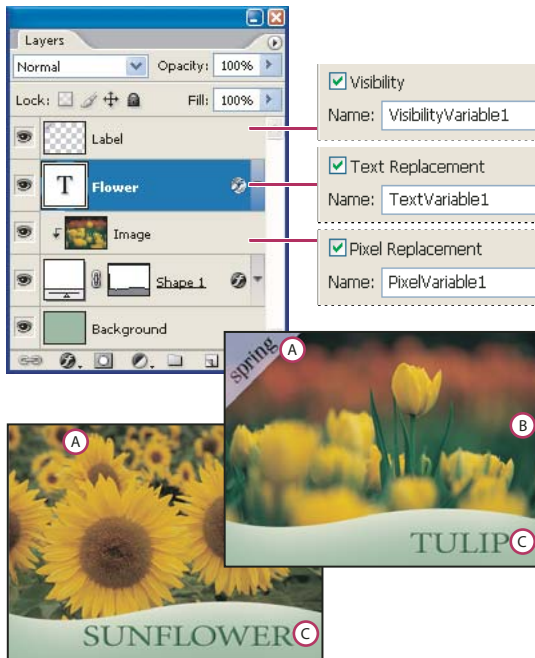 Layers
Normal Opacity: 100%
Lock: Fill: 100%
Label
T Flower
Image
Shape 1
Background
Visibility
Name: VisibilityVariable1
Text Replacement
Name: TextVariable1
Pixel Replacement
Name: PixelVariable1
spring
A
B
TULIP
C
A
SUNFLOWER
C